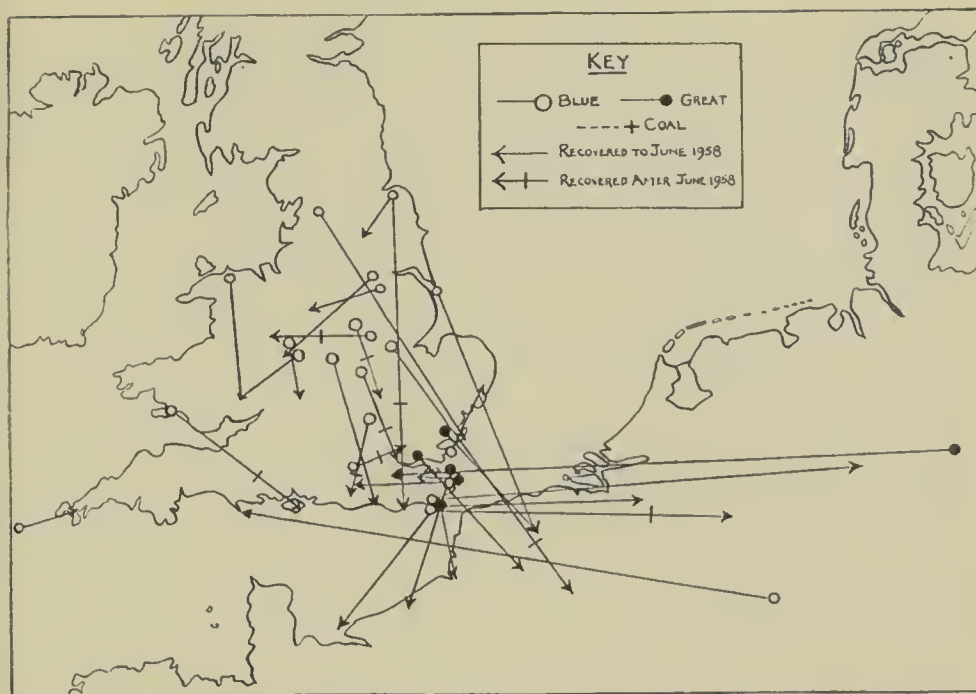 KEY
BLUE GREAT
COAL
RECOVERED TO JUNE 1958
RECOVERED AFTER JUNE 1958